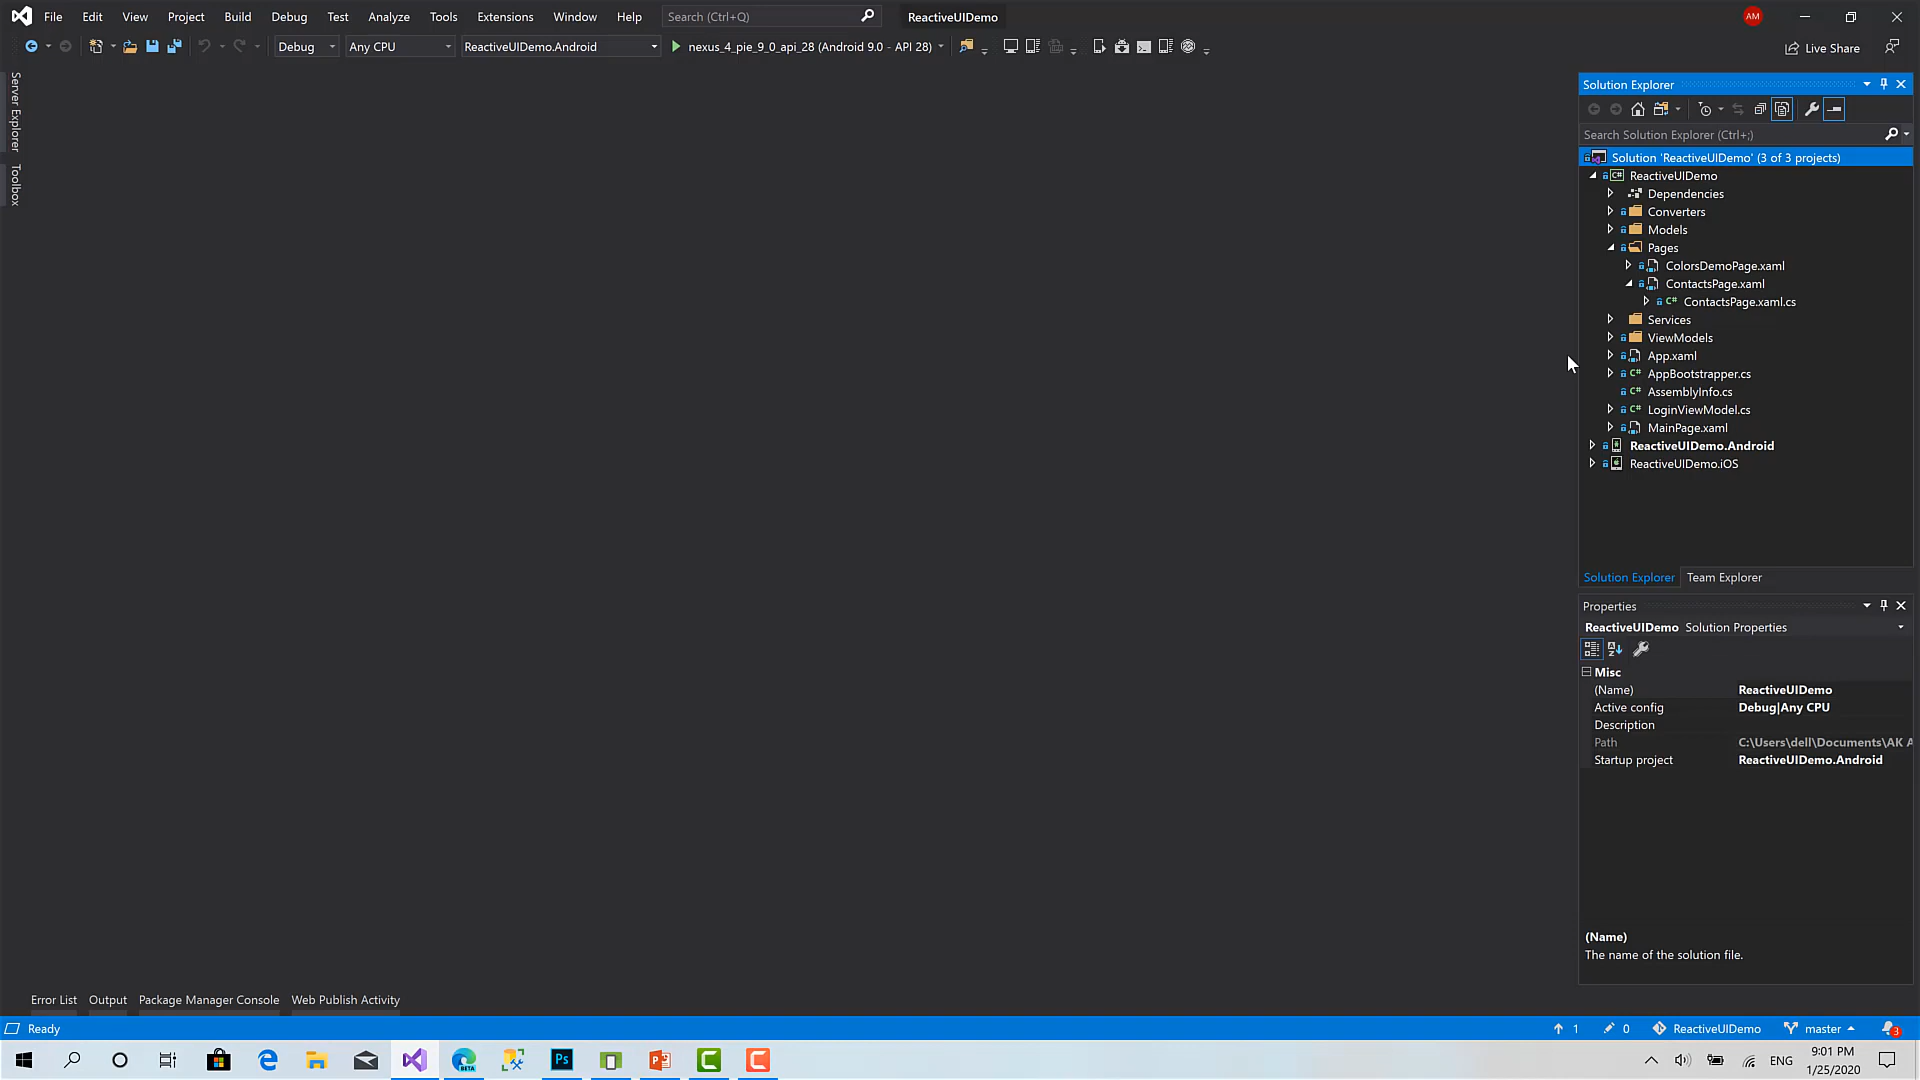 File Edit View Project Build Debug Test Analyze Tools Extensions Window Help Search (Ctrl+Q) ReactiveUIDemo AM
Debug Any CPU ReactiveUIDemo.Android nexus_4_pie_9_0_api_28 (Android 9.0 - API 28) Live Share
Server Explorer
Toolbox
Solution Explorer
Search Solution Explorer (Ctrl+;)
Solution 'ReactiveUIDemo' (3 of 3 projects)
C# ReactiveUIDemo
Dependencies
Converters
Models
Pages
ColorsDemoPage.xaml
ContactsPage.xaml
C# ContactsPage.xaml.cs
Services
ViewModels
App.xaml
C# AppBootstrapper.cs
C# AssemblyInfo.cs
C# LoginViewModel.cs
MainPage.xaml
ReactiveUIDemo.Android
ReactiveUIDemo.iOS
Solution Explorer Team Explorer
Properties
ReactiveUIDemo Solution Properties
Misc
(Name) ReactiveUIDemo
Active config Debug|Any CPU
Description
Path C:\Users\dell\Documents\AK A
Startup project ReactiveUIDemo.Android
(Name)
The name of the solution file.
Error List Output Package Manager Console Web Publish Activity
Ready 1 0 ReactiveUIDemo master 3
BETA Ps ENG 9:01 PM
1/25/2020